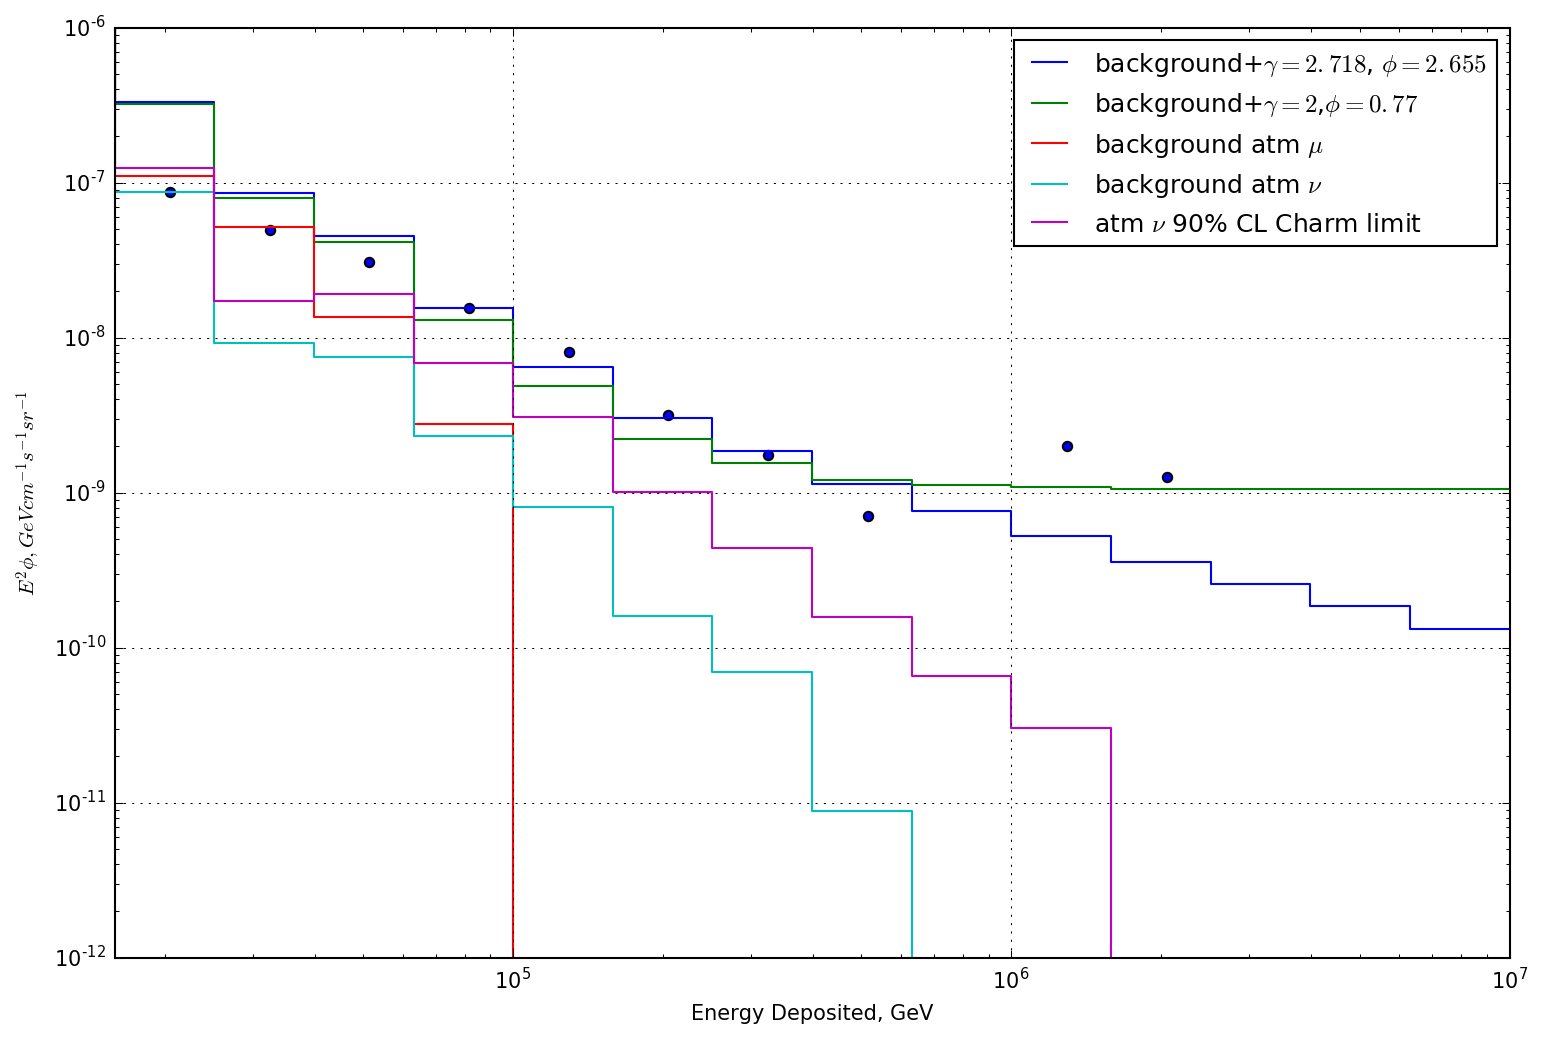 background+γ = 2.718, ϕ = 2.655
background+γ = 2,ϕ = 0.77
background atm μ
background atm ν
atm ν 90% CL Charm limit
10^-6
10^-7
10^-8
10^-9
10^-10
10^-11
10^-12
E^2ϕ, GeVcm^−1s^−1sr^−1
10^5
10^6
10^7
Energy Deposited, GeV